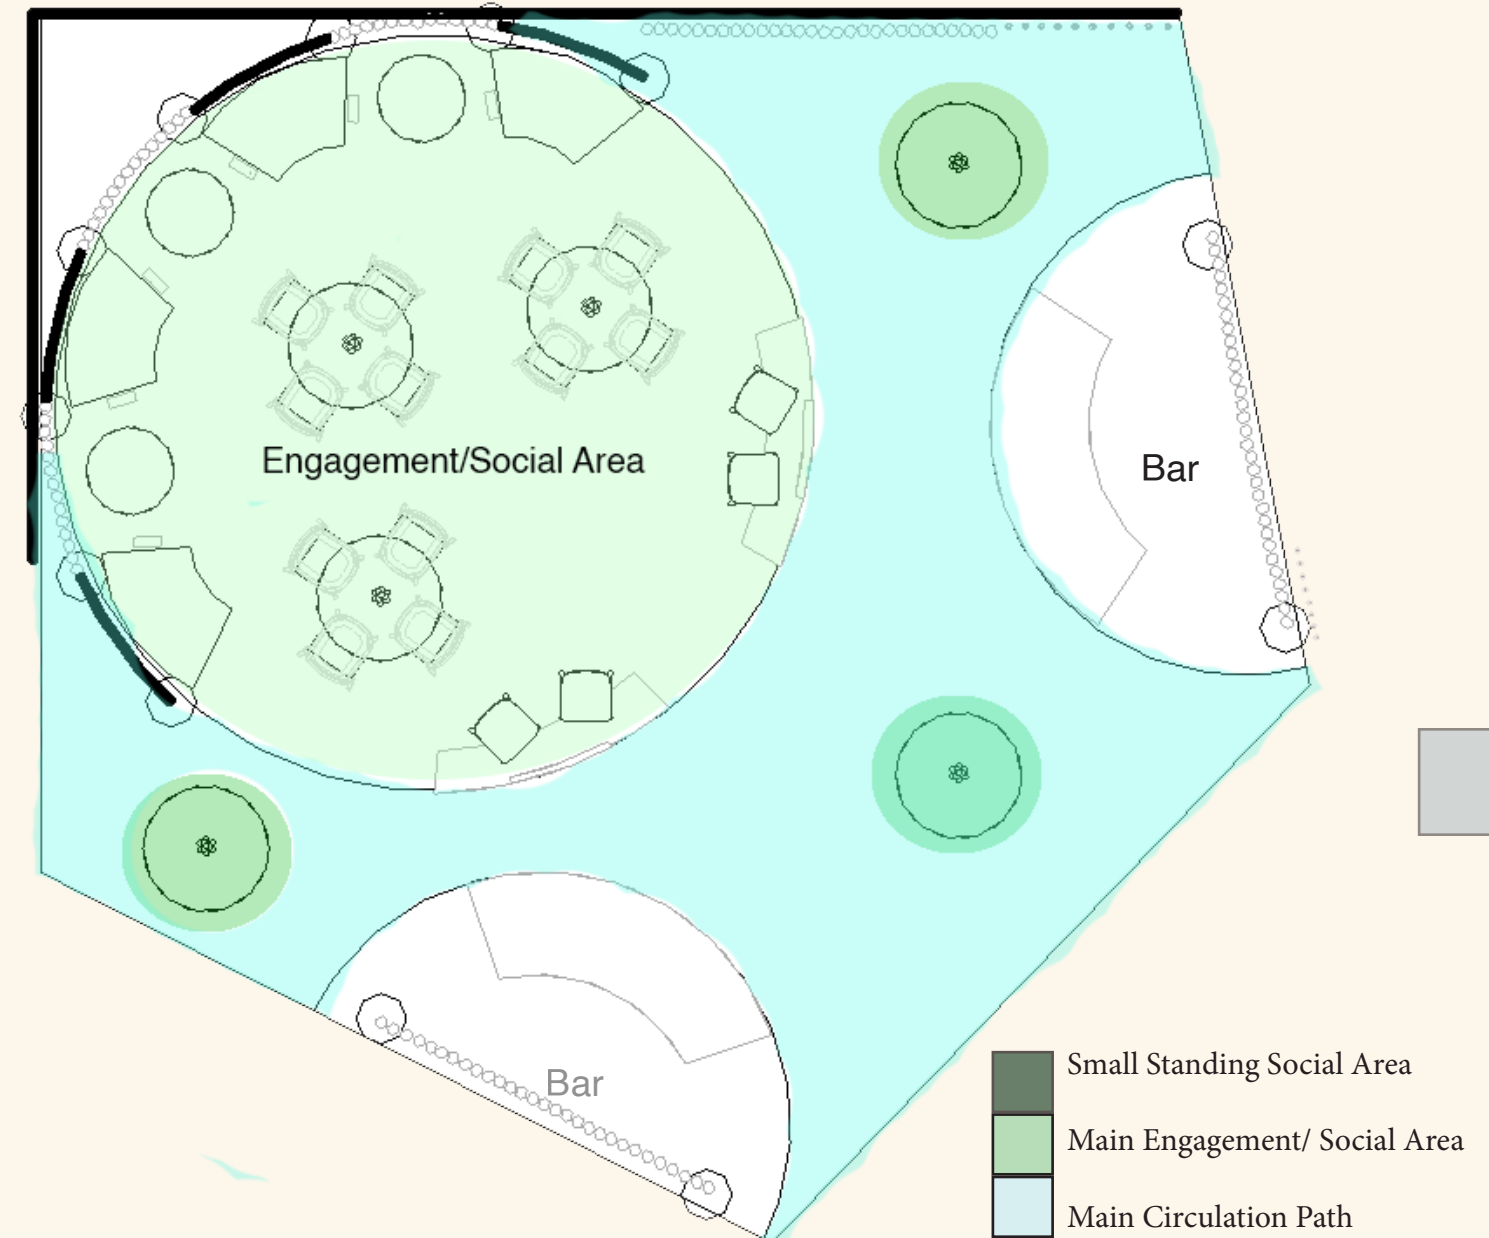 Engagement/Social Area
Bar
Bar
Small Standing Social Area
Main Engagement/ Social Area
Main Circulation Path